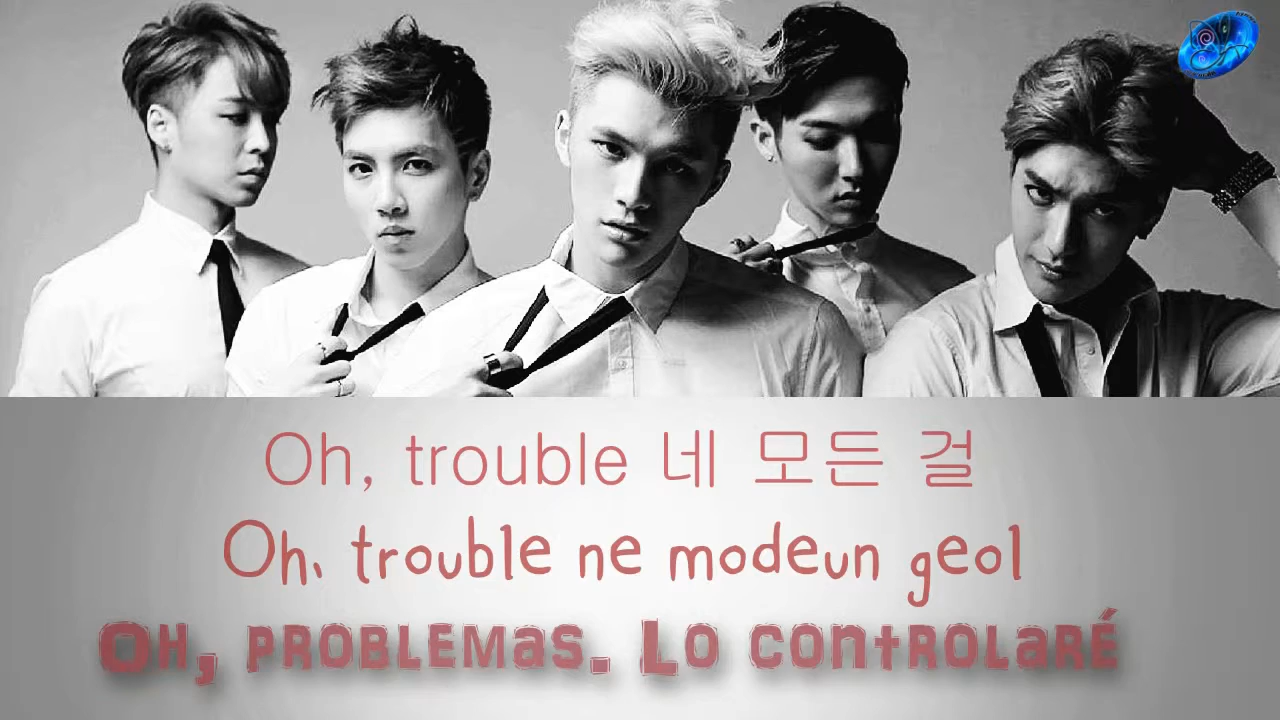 Oh, trouble 네 모든 걸
Oh, trouble ne modeun geol
Oh, problemas. Lo controlaré